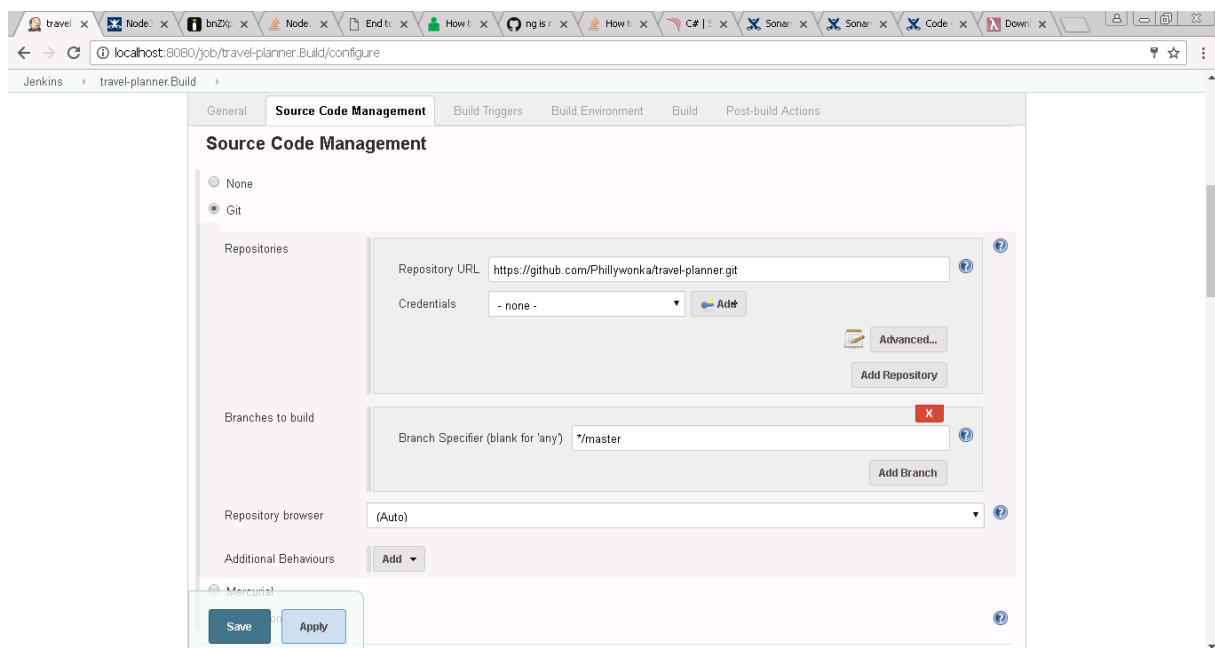 travel Node. bnZXp Node. End to How t ng is n How t C# | S Sonar Sonar Code Downl
localhost:8080/job/travel-planner.Build/configure
Jenkins travel-planner.Build
General Source Code Management Build Triggers Build Environment Build Post-build Actions
Source Code Management
None
Git
Repositories
Repository URL https://github.com/Phillywonka/travel-planner.git
Credentials - none - Add
Advanced...
Add Repository
Branches to build X
Branch Specifier (blank for 'any') */master
Add Branch
Repository browser (Auto)
Additional Behaviours Add
Mercurial
Save Apply